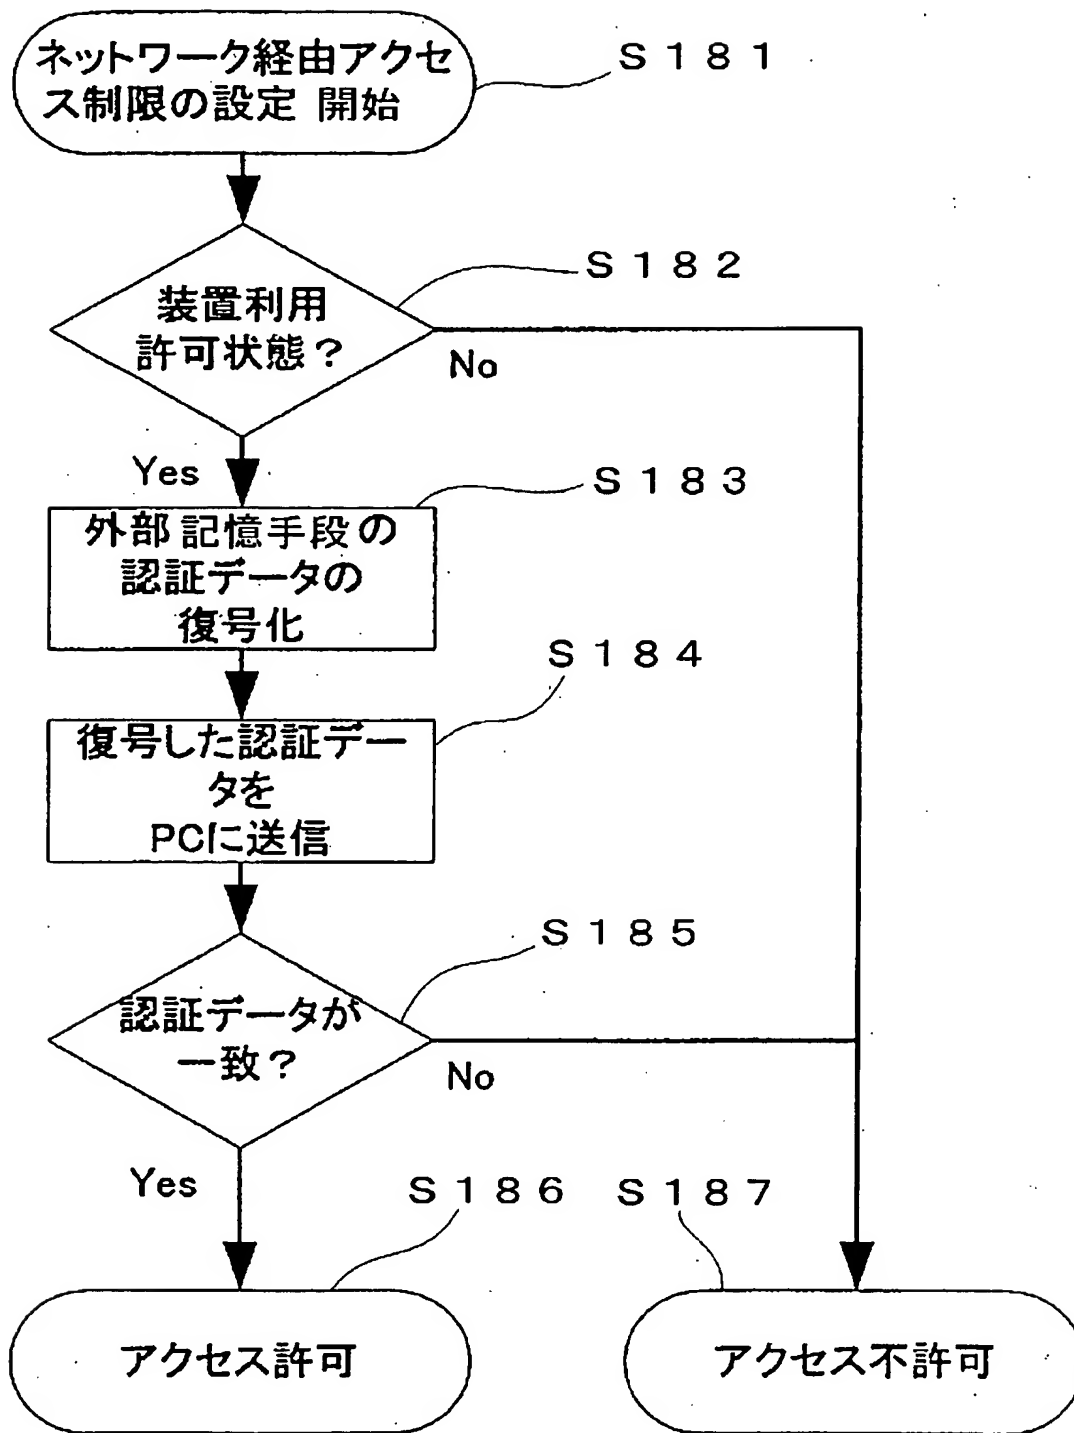 ネットワーク経由アクセ
ス制限の設定 開始
S181
S182
装置利用
許可状態？
No
Yes
S183
外部記憶手段の
認証データの
復号化
S184
復号した認証デー
タを
PCに送信
S185
認証データが
一致？
No
Yes
S186
S187
アクセス許可
アクセス不許可